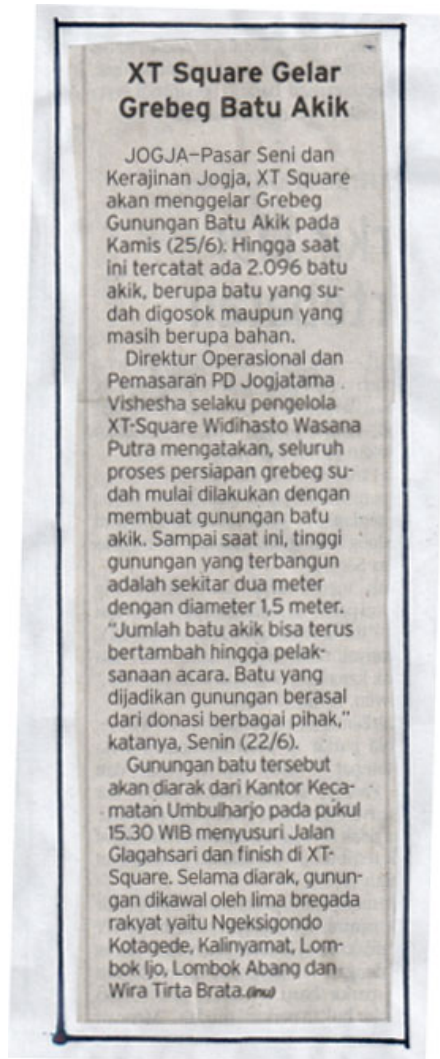 XT Square Gelar
Grebeg Batu Akik
JOGJA–Pasar Seni dan
Kerajinan Jogja, XT Square
akan menggelar Grebeg
Gunungan Batu Akik pada
Kamis (25/6). Hingga saat
ini tercatat ada 2.096 batu
akik, berupa batu yang su-
dah digosok maupun yang
masih berupa bahan.
Direktur Operasional dan
Pemasaran PD Jogjatama
Vishesha selaku pengelola
XT-Square Widihasto Wasana
Putra mengatakan, seluruh
proses persiapan grebeg su-
dah mulai dilakukan dengan
membuat gunungan batu
akik. Sampai saat ini, tinggi
gunungan yang terbangun
adalah sekitar dua meter
dengan diameter 1,5 meter.
“Jumlah batu akik bisa terus
bertambah hingga pelak-
sanaan acara. Batu yang
dijadikan gunungan berasal
dari donasi berbagai pihak,”
katanya, Senin (22/6).
Gunungan batu tersebut
akan diarak dari Kantor Keca-
matan Umbulharjo pada pukul
15.30 WIB menyusuri Jalan
Glagahsari dan finish di XT-
Square. Selama diarak, gunun-
gan dikawal oleh lima bregada
rakyat yaitu Ngeksigondo
Kotagede, Kalinyamat, Lom-
bok Ijo, Lombok Abang dan
Wira Tirta Brata.(inu)